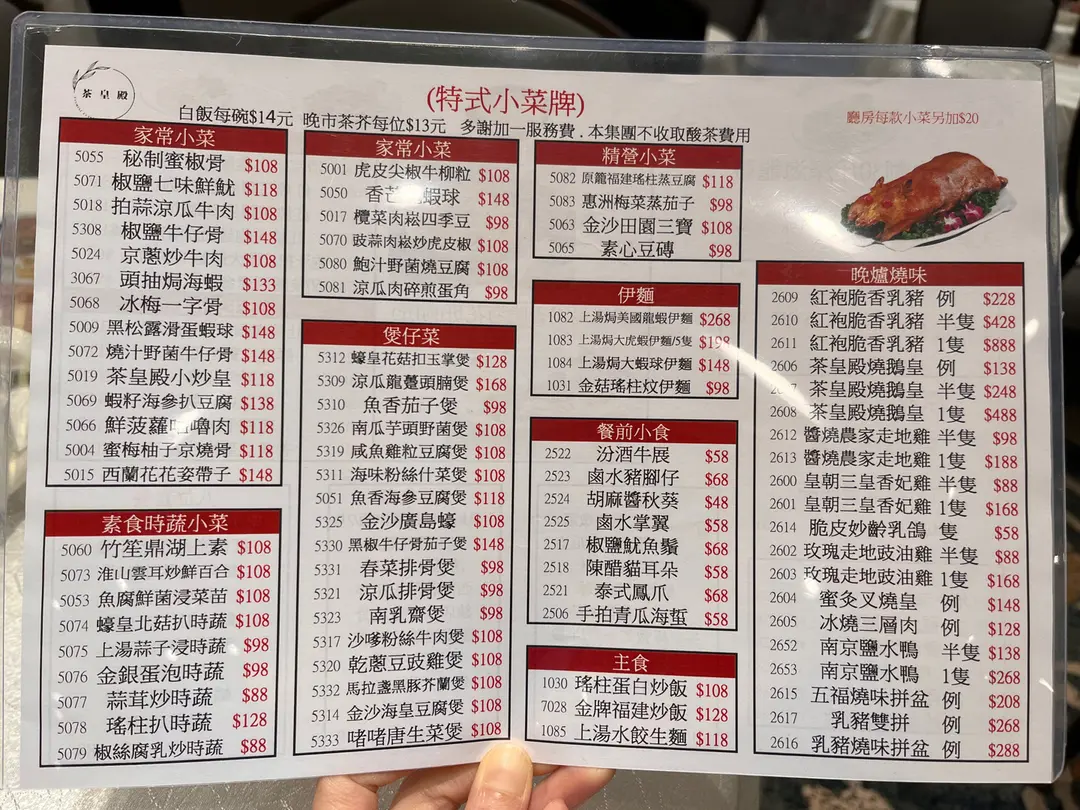 茶皇殿
(特式小菜牌)
白飯每碗$14元 晚市茶芥每位$13元 多謝加一服務費 . 本集團不收取酸茶費用
廳房每款小菜另加$20
家常小菜
5055 秘制蜜椒骨 $108
5071 椒鹽七味鮮魷 $118
5018 拍蒜涼瓜牛肉 $108
5308 椒鹽牛仔骨 $148
5024 京蔥炒牛肉 $108
3067 頭抽焗海蝦 $133
5068 冰梅一字骨 $108
5009 黑松露滑蛋蝦球 $148
5072 燒汁野菌牛仔骨 $148
5019 茶皇殿小炒皇 $118
5069 蝦籽海參扒豆腐 $138
5066 鮮菠蘿咕嚕肉 $118
5004 蜜梅柚子京燒骨 $118
5015 西蘭花花姿帶子 $148
素食時蔬小菜
5060 竹笙鼎湖上素 $108
5073 淮山雲耳炒鮮百合 $108
5053 魚腐鮮菌浸菜苗 $108
5074 蠔皇北菇扒時蔬 $108
5075 上湯蒜子浸時蔬 $98
5076 金銀蛋泡時蔬 $98
5077 蒜茸炒時蔬 $88
5078 瑤柱扒時蔬 $128
5079 椒絲腐乳炒時蔬 $88
家常小菜
5001 虎皮尖椒牛柳粒 $108
5050 香芒 蝦球 $148
5017 欖菜肉崧四季豆 $98
5070 豉蒜肉崧炒虎皮椒 $108
5080 鮑汁野菌燒豆腐 $108
5081 涼瓜肉碎煎蛋角 $98
煲仔菜
5312 蠔皇花菇扣玉掌煲 $128
5309 涼瓜龍躉頭腩煲 $168
5310 魚香茄子煲 $98
5326 南瓜芋頭野菌煲 $108
5319 咸魚雞粒豆腐煲 $108
5311 海味粉絲什菜煲 $108
5051 魚香海參豆腐煲 $118
5325 金沙廣島蠔 $108
5330 黑椒牛仔骨茄子煲 $148
5331 春菜排骨煲 $98
5321 涼瓜排骨煲 $98
5323 南乳齋煲 $98
5317 沙嗲粉絲牛肉煲 $108
5320 乾蔥豆豉雞煲 $108
5332 馬拉盞黑豚芥蘭煲 $108
5314 金沙海皇豆腐煲 $108
5333 啫啫唐生菜煲 $108
精營小菜
5082 原籠福建瑤柱蒸豆腐 $118
5083 惠洲梅菜蒸茄子 $98
5063 金沙田園三寶 $108
5065 素心豆磚 $98
伊麵
1082 上湯焗美國龍蝦伊麵 $268
1083 上湯焗大虎蝦伊麵/5隻 $198
1084 上湯焗大蝦球伊麵 $148
1031 金菇瑤柱炆伊麵 $98
餐前小食
2522 汾酒牛展 $58
2523 鹵水豬腳仔 $68
2524 胡麻醬秋葵 $48
2525 鹵水掌翼 $58
2517 椒鹽魷魚鬚 $68
2518 陳醋貓耳朵 $58
2521 泰式鳳爪 $68
2506 手拍青瓜海蜇 $58
主食
1030 瑤柱蛋白炒飯 $108
7028 金牌福建炒飯 $128
1085 上湯水餃生麵 $118
晚爐燒味
2609 紅袍脆香乳豬 例 $228
2610 紅袍脆香乳豬 半隻 $428
2611 紅袍脆香乳豬 1隻 $888
2606 茶皇殿燒鵝皇 例 $138
茶皇殿燒鵝皇 半隻 $248
2608 茶皇殿燒鵝皇 1隻 $488
2612 醬燒農家走地雞 半隻 $98
2613 醬燒農家走地雞 1隻 $188
2600 皇朝三皇香妃雞 半隻 $88
2601 皇朝三皇香妃雞 1隻 $168
2614 脆皮妙齡乳鴿 隻 $58
2602 玫瑰走地豉油雞 半隻 $88
2603 玫瑰走地豉油雞 1隻 $168
2604 蜜灸叉燒皇 例 $148
2605 冰燒三層肉 例 $128
2652 南京鹽水鴨 半隻 $138
2653 南京鹽水鴨 1隻 $268
2615 五福燒味拼盆 例 $208
2617 乳豬雙拼 例 $268
2616 乳豬燒味拼盆 例 $288